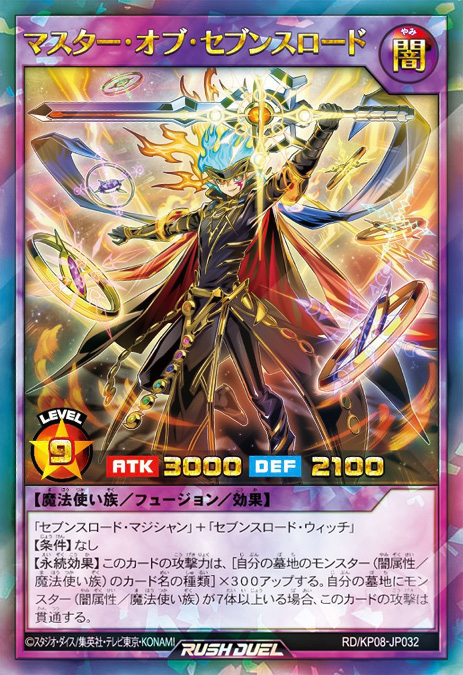 マスター・オブ・セブンスロード
やみ
闇
LEVEL
9
ATK 3000 DEF 2100
【魔法使い族／フュージョン／効果】
「セブンスロード・マジシャン」＋「セブンスロード・ウィッチ」
【条件】なし
【永続効果】このカードの攻撃力は、[自分の墓地のモンスター（闇属性／
魔法使い族）のカード名の種類]×300アップする。自分の墓地にモン
スター（闇属性／魔法使い族）が7体以上いる場合、このカードの攻撃は
貫通する。
©スタジオ・ダイス/集英社・テレビ東京・KONAMI
RUSH DUEL
RD/KP08-JP032